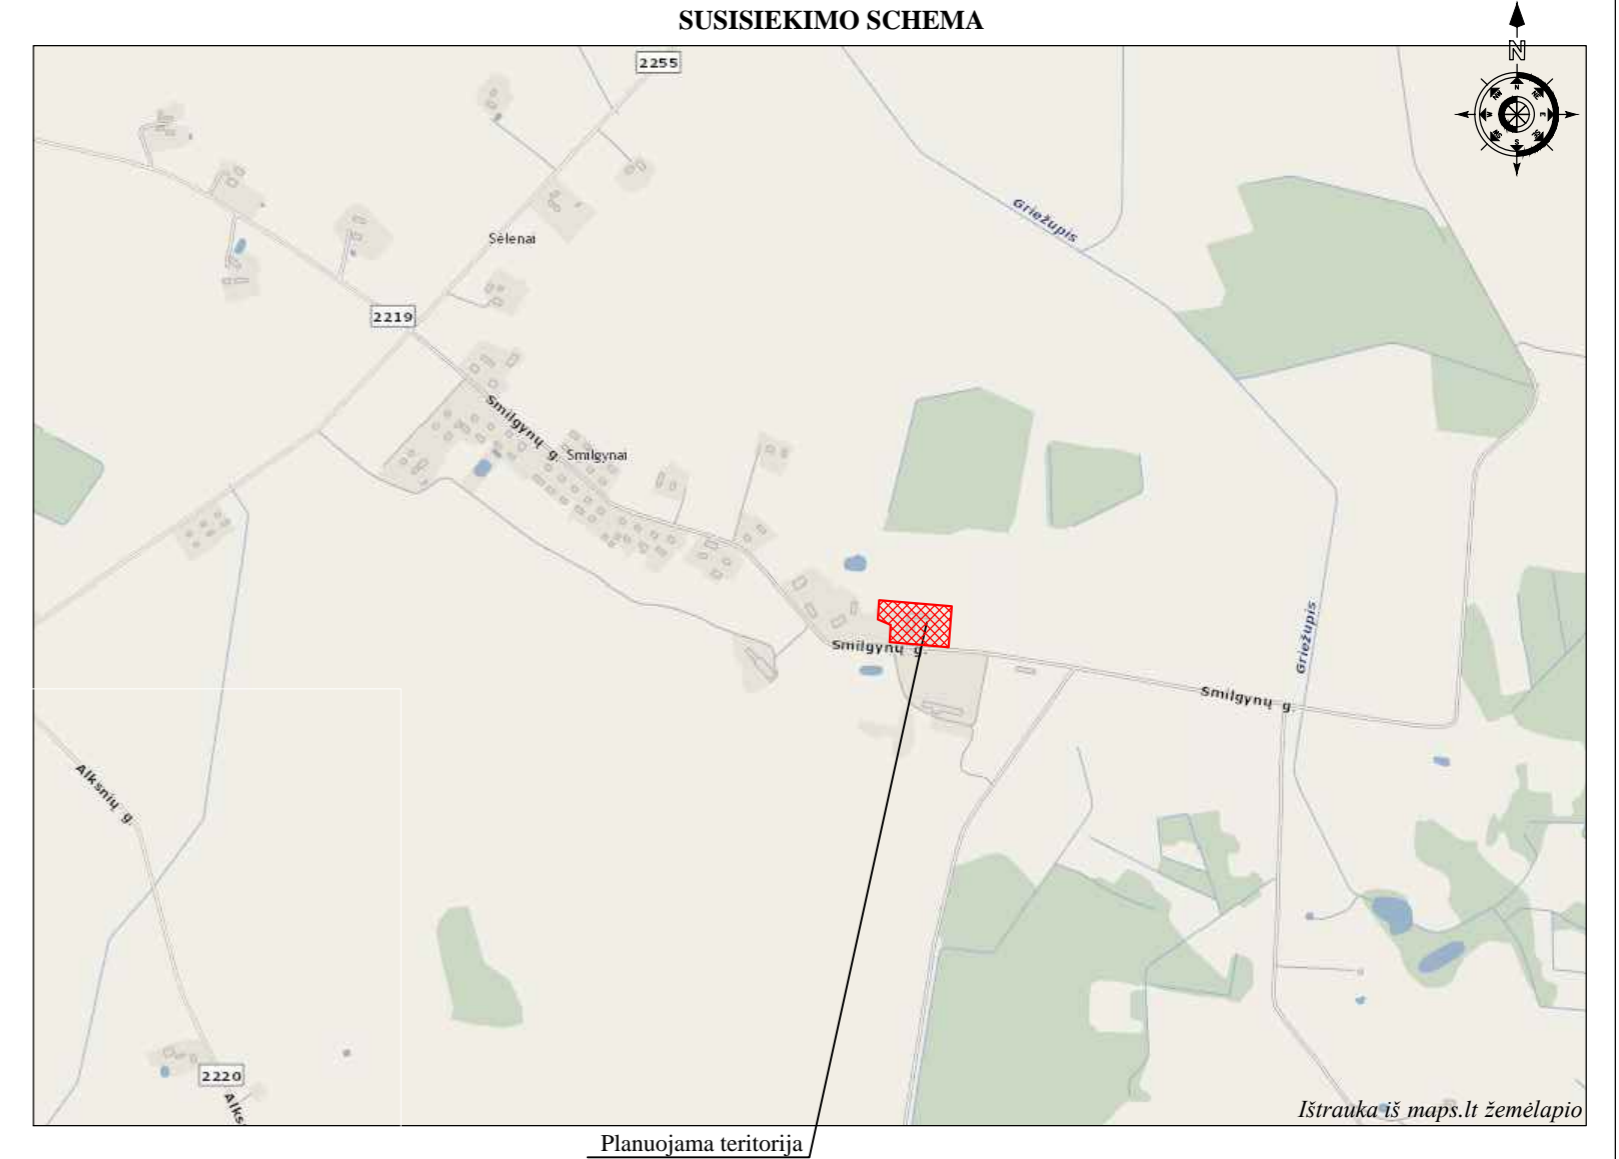 SUSISIEKIMO SCHEMA
N
2255
Griežupis
Sėlenai
2219
Smilgynų g.
Smilgynai
Griežupis
Smilgynų g.
Smilgynų g.
Alksnių g.
2220
Alks
Ištrauka iš maps.lt žemėlapio
Planuojama teritorija